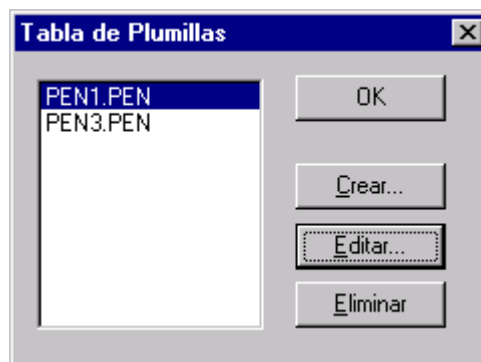 Tabla de Plumillas
PEN1.PEN
PEN3.PEN
OK
Crear...
Editar...
Eliminar